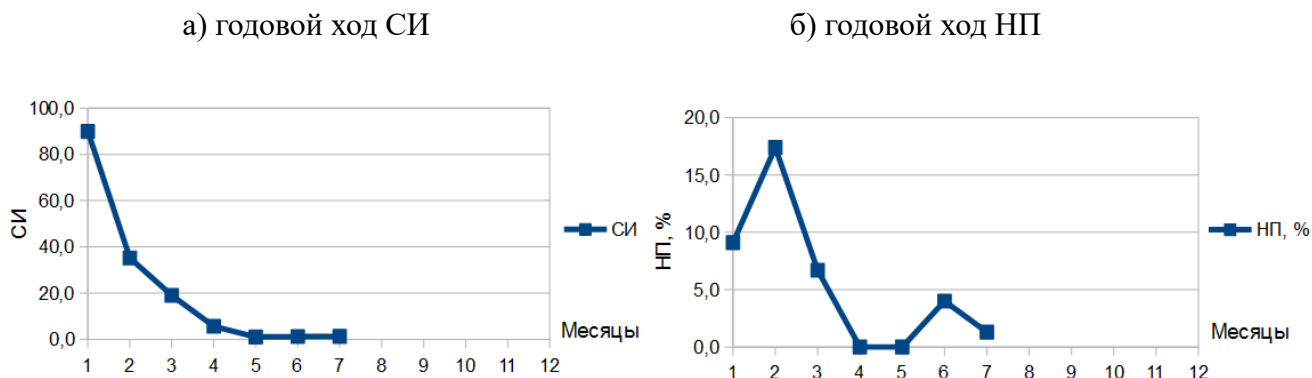 а) годовой ход СИ
б) годовой ход НП
100,0
80,0
60,0
40,0
20,0
0,0
СИ
СИ
Месяцы
1 2 3 4 5 6 7 8 9 10 11 12
20,0
15,0
10,0
5,0
0,0
НП, %
НП, %
Месяцы
1 2 3 4 5 6 7 8 9 10 11 12